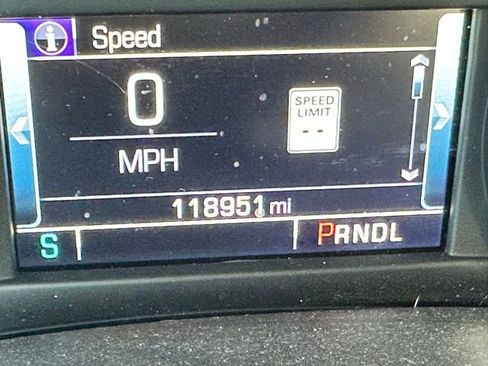 i Speed
0
SPEED
LIMIT
--
MPH
118951 mi
S PRNDL